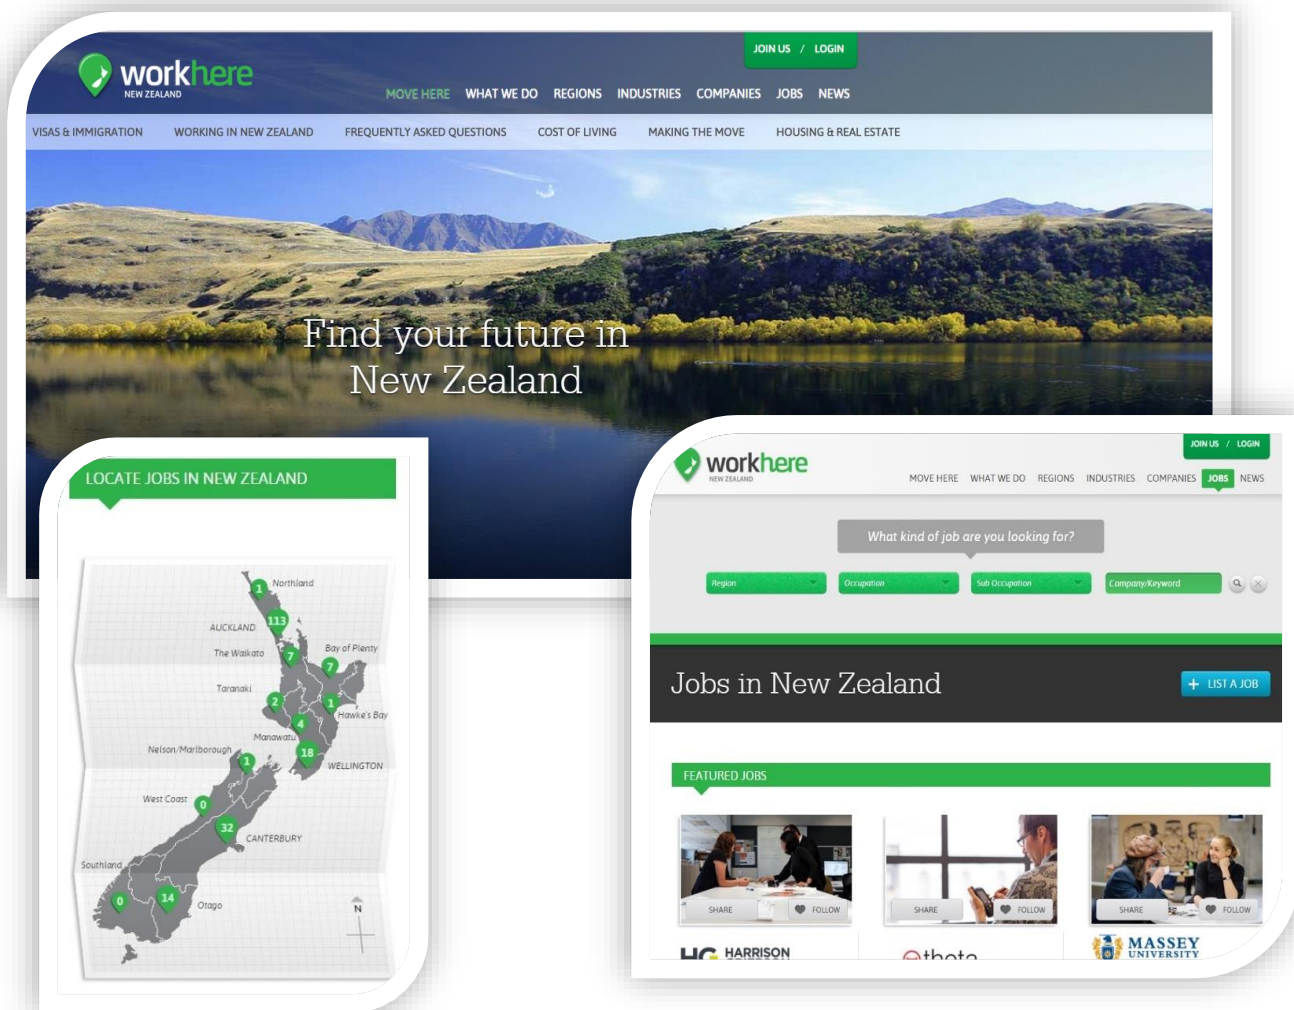 JOIN US / LOGIN
workhere
NEW ZEALAND
MOVE HERE WHAT WE DO REGIONS INDUSTRIES COMPANIES JOBS NEWS
VISAS & IMMIGRATION WORKING IN NEW ZEALAND FREQUENTLY ASKED QUESTIONS COST OF LIVING MAKING THE MOVE HOUSING & REAL ESTATE
Find your future in
New Zealand
LOCATE JOBS IN NEW ZEALAND
1 Northland
113
AUCKLAND
The Waikato 7 Bay of Plenty
7
Taranaki
2 1
Hawke's Bay
4
Manawatu
Nelson/Marlborough 18
1 WELLINGTON
West Coast 0
32
CANTERBURY
Southland
0 14 Otago
N
JOIN US / LOGIN
workhere
NEW ZEALAND
MOVE HERE WHAT WE DO REGIONS INDUSTRIES COMPANIES JOBS NEWS
What kind of job are you looking for?
Region Occupation Sub Occupation Company/Keyword
Jobs in New Zealand
+ LIST A JOB
FEATURED JOBS
SHARE FOLLOW SHARE FOLLOW SHARE FOLLOW
HG HARRISON
theta
MASSEY
UNIVERSITY